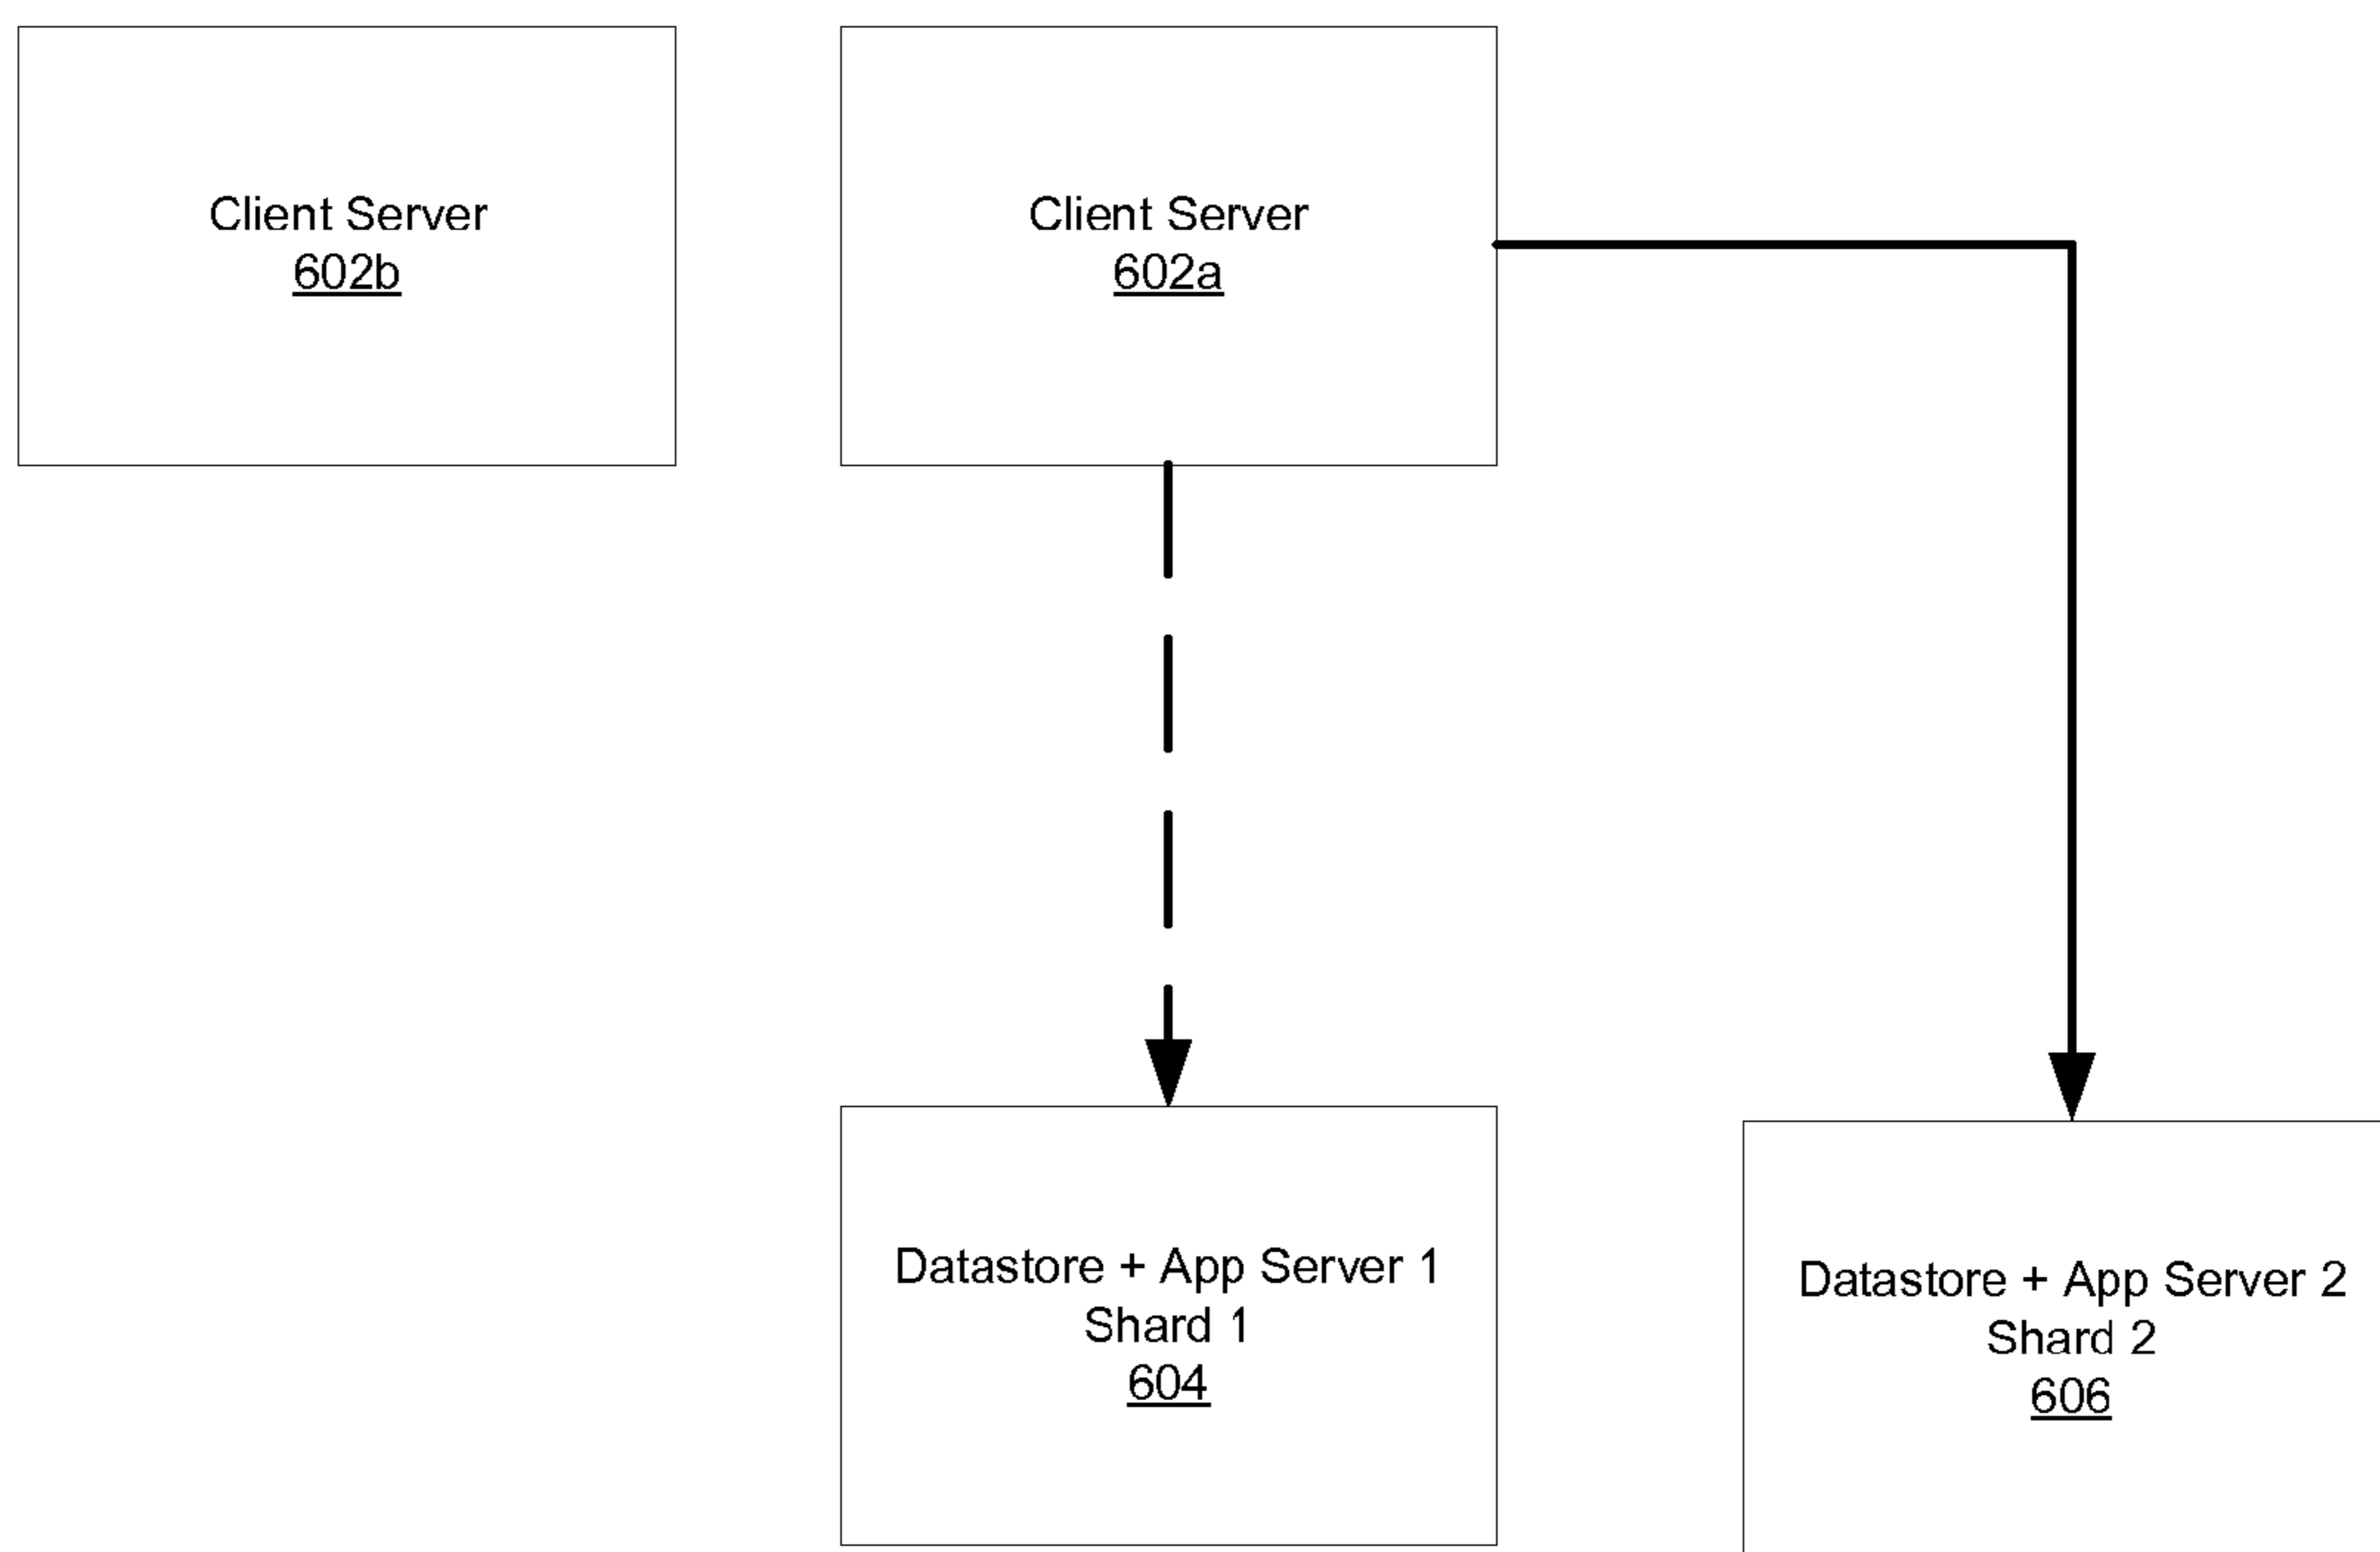 Client Server
602b
Client Server
602a
Datastore + App Server 1
Shard 1
604
Datastore + App Server 2
Shard 2
606